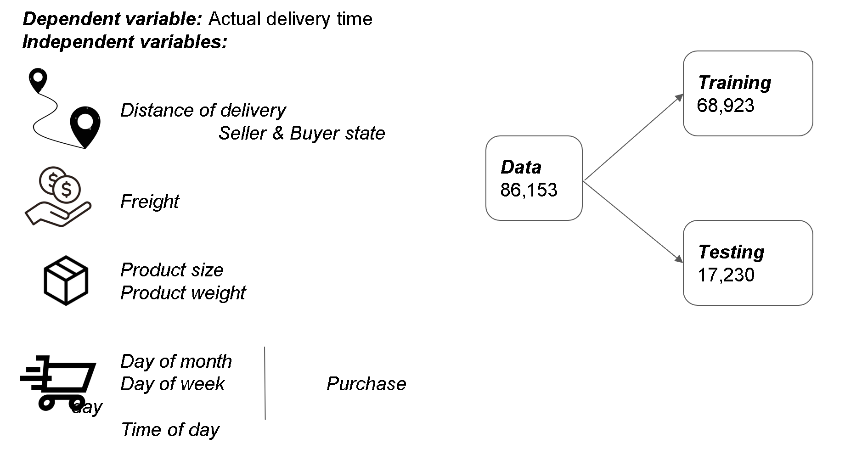 Dependent variable: Actual delivery time
Independent variables:
Distance of delivery
Seller & Buyer state
Freight
Product size
Product weight
Day of month
Day of week
Purchase
day
Time of day
Data
86,153
Training
68,923
Testing
17,230